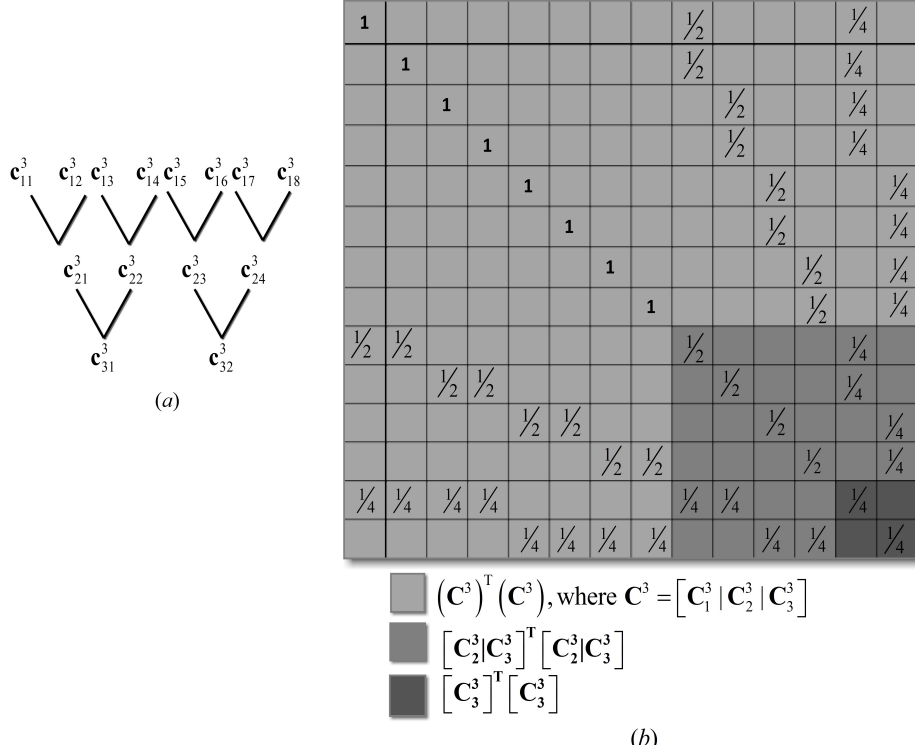 c³₁₁ c³₁₂ c³₁₃ c³₁₄ c³₁₅ c³₁₆ c³₁₇ c³₁₈
c³₂₁ c³₂₂ c³₂₃ c³₂₄
c³₃₁ c³₃₂
(a)
1 1/2 1/4
1 1/2 1/4
1 1/2 1/4
1 1/2 1/4
1 1/2 1/4
1 1/2 1/4
1 1/2 1/4
1 1/2 1/4
1/2 1/2 1/2 1/4
1/2 1/2 1/2 1/4
1/2 1/2 1/2 1/4
1/2 1/2 1/2 1/4
1/4 1/4 1/4 1/4 1/4 1/4 1/4
1/4 1/4 1/4 1/4 1/4 1/4 1/4
(C³)ᵀ(C³), where C³ = [C³₁ | C³₂ | C³₃]
[C³₂|C³₃]ᵀ[C³₂|C³₃]
[C³₃]ᵀ[C³₃]
(b)